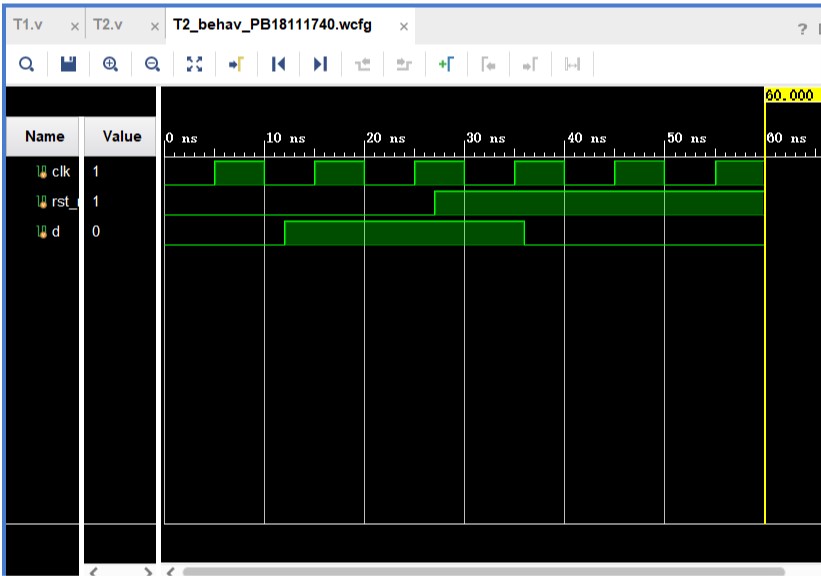 T1.v × T2.v × T2_behav_PB18111740.wcfg ×
?
60.000
Name Value
0 ns 10 ns 20 ns 30 ns 40 ns 50 ns 60 ns
clk 1
rst_ 1
d 0